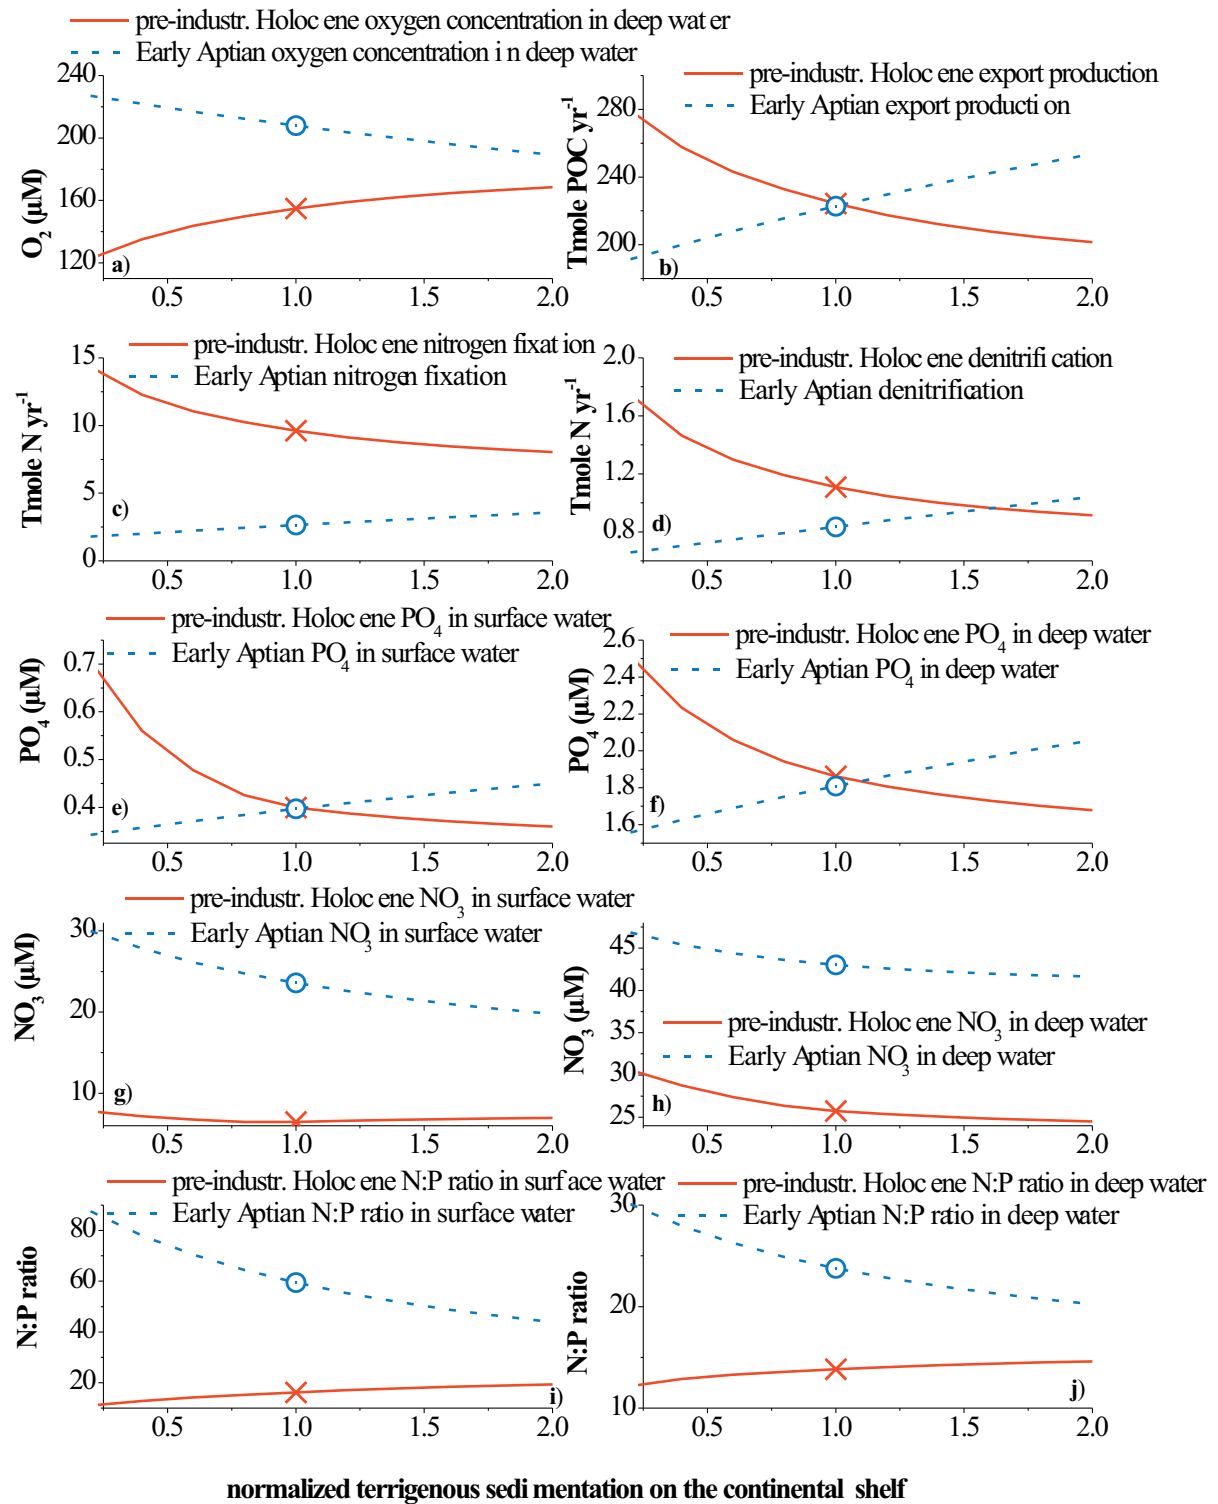 pre-industr. Holoc ene oxygen concentration in deep wat er
Early Aptian oxygen concentration i n deep water
240
200
160
120
O2 (µM)
a)
0.5 1.0 1.5 2.0
pre-industr. Holoc ene export production
Early Aptian export producti on
280
240
200
Tmole POC yr-1
b)
0.5 1.0 1.5 2.0
pre-industr. Holoc ene nitrogen fixat ion
Early Aptian nitrogen fixation
15
10
5
0
Tmole N yr-1
c)
0.5 1.0 1.5 2.0
pre-industr. Holoc ene denitrifi cation
Early Aptian denitrification
2.0
1.6
1.2
0.8
Tmole N yr-1
d)
0.5 1.0 1.5 2.0
pre-industr. Holoc ene PO4 in surface water
Early Aptian PO4 in surface water
0.7
0.6
0.5
0.4
PO4 (µM)
e)
0.5 1.0 1.5 2.0
pre-industr. Holoc ene PO4 in deep water
Early Aptian PO4 in deep water
2.6
2.4
2.2
2.0
1.8
1.6
PO4 (µM)
f)
0.5 1.0 1.5 2.0
pre-industr. Holoc ene NO3 in surface water
Early Aptian NO3 in surface water
30
20
10
NO3 (µM)
g)
0.5 1.0 1.5 2.0
45
40
35
30
25
NO3 (µM)
pre-industr. Holoc ene NO3 in deep water
Early Aptian NO3 in deep water
h)
0.5 1.0 1.5 2.0
pre-industr. Holoc ene N:P ratio in surf ace water
Early Aptian N:P ratio in surface water
80
60
40
20
N:P ratio
i)
0.5 1.0 1.5 2.0
pre-industr. Holoc ene N:P ratio in deep water
Early Aptian N:P ratio in deep water
30
20
10
N:P ratio
j)
0.5 1.0 1.5 2.0
normalized terrigenous sedi mentation on the continental shelf